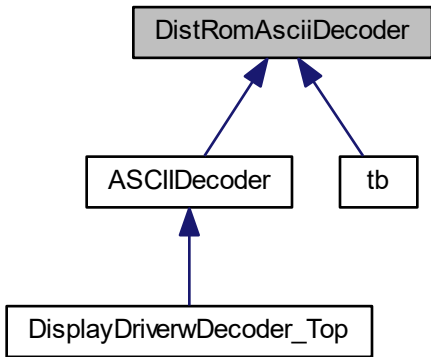 DistRomAsciiDecoder
ASCIIDecoder
tb
DisplayDriverwDecoder_Top